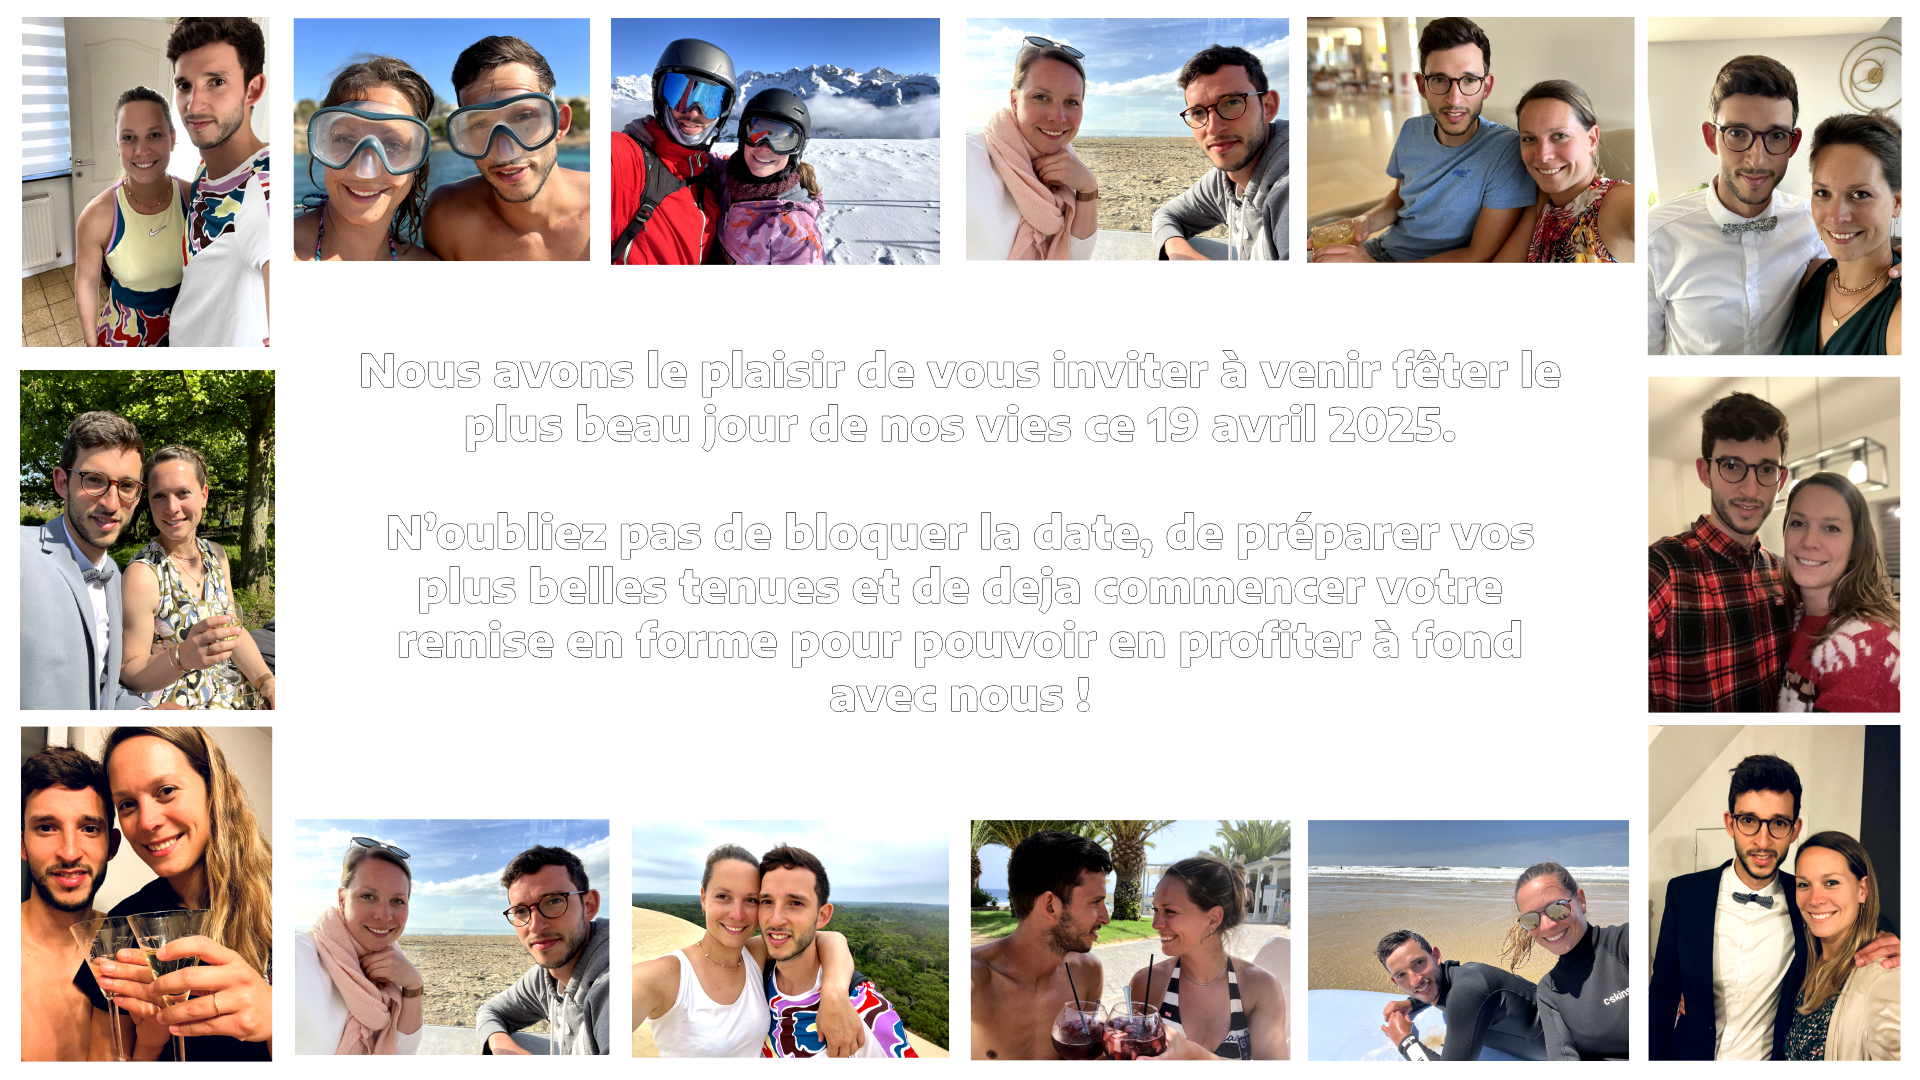 Nous avons le plaisir de vous inviter à venir fêter le
plus beau jour de nos vies ce 19 avril 2025.
N’oubliez pas de bloquer la date, de préparer vos
plus belles tenues et de deja commencer votre
remise en forme pour pouvoir en profiter à fond
avec nous !
c-skins